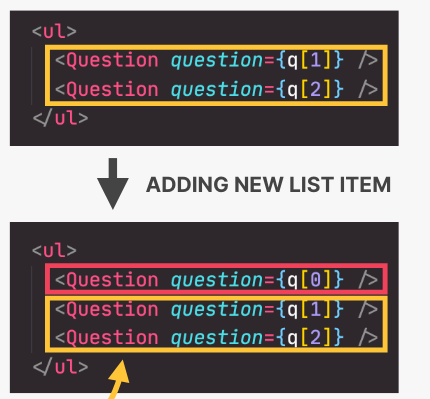 <ul>
<Question question={q[1]} />
<Question question={q[2]} />
</ul>
ADDING NEW LIST ITEM
<ul>
<Question question={q[0]} />
<Question question={q[1]} />
<Question question={q[2]} />
</ul>